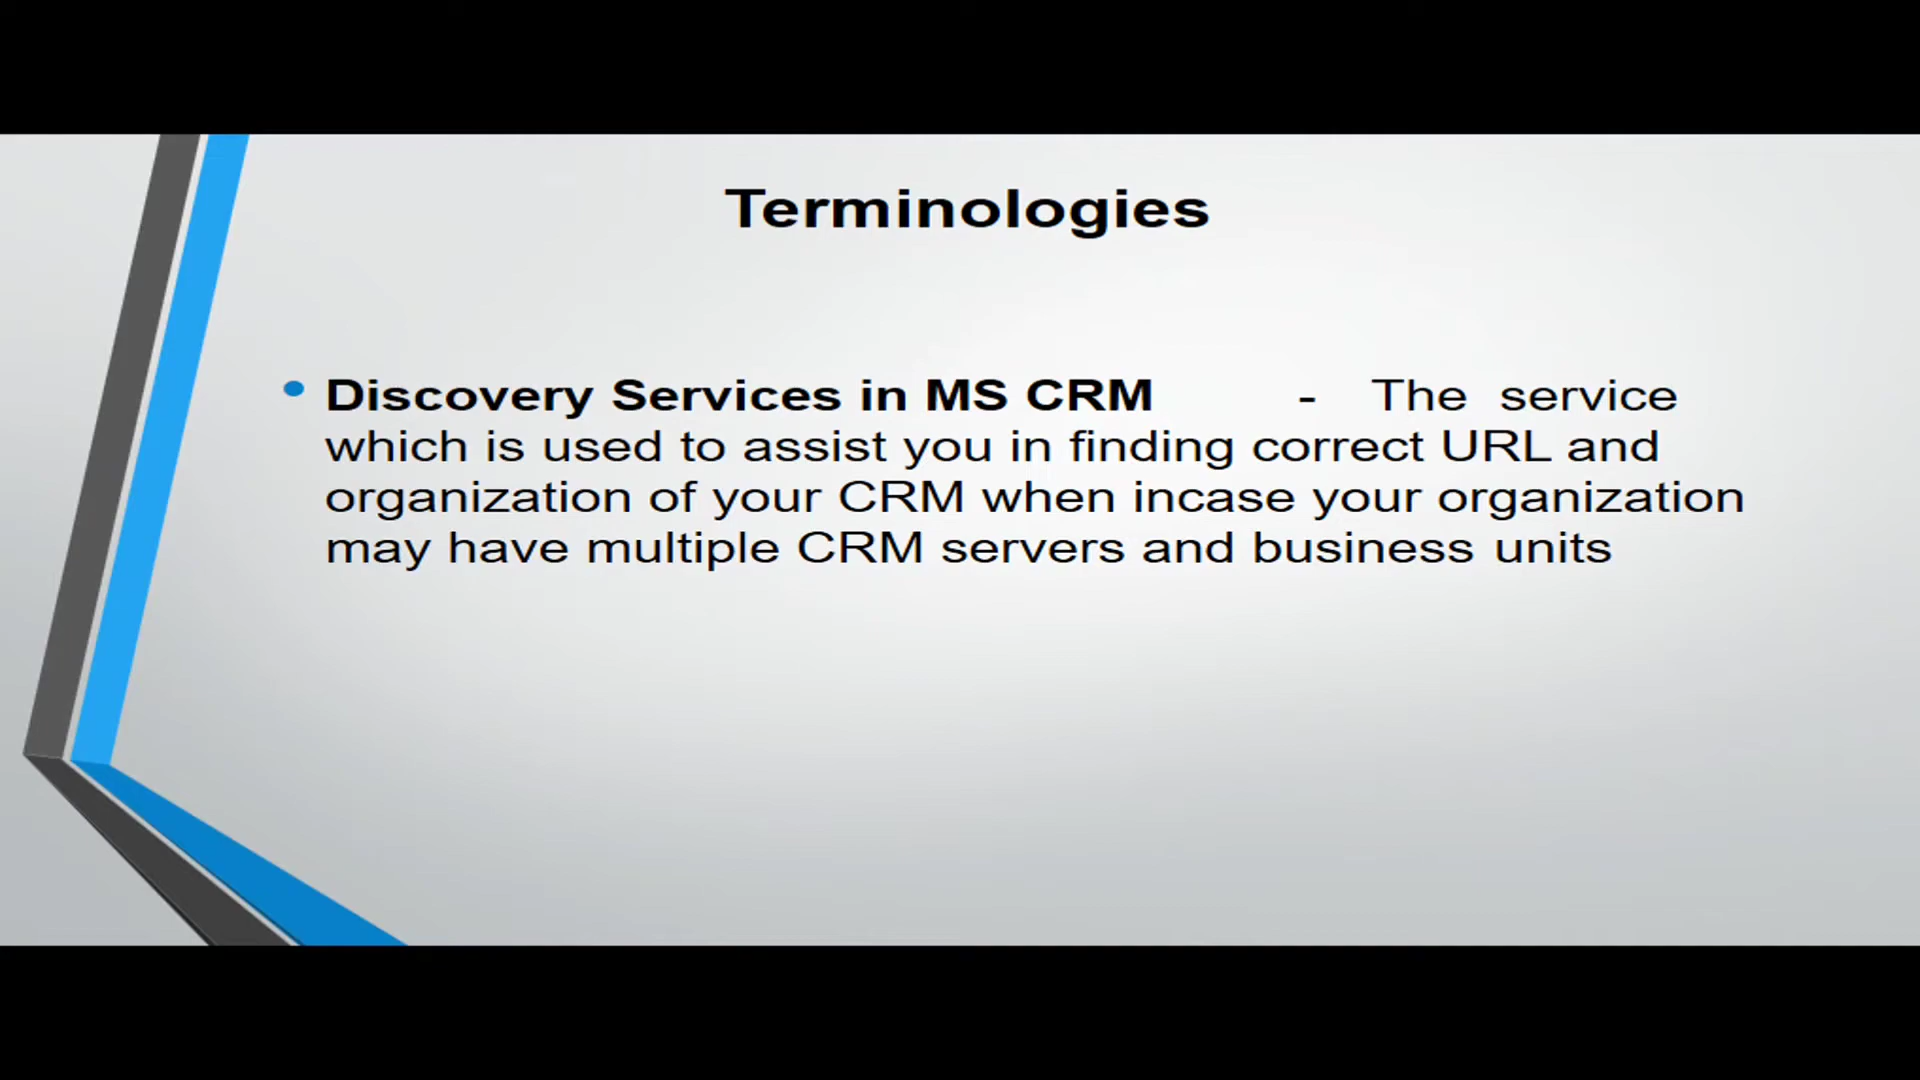 Terminologies
• Discovery Services in MS CRM - The service
which is used to assist you in finding correct URL and
organization of your CRM when incase your organization
may have multiple CRM servers and business units